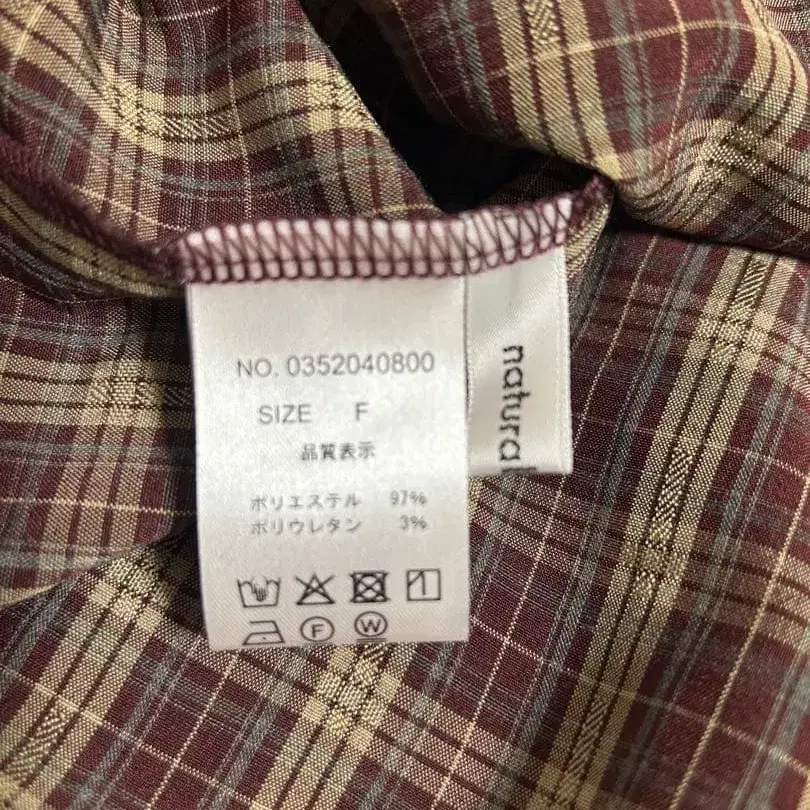 NO. 0352040800
SIZE F
品質表示
ポリエステル 97%
ポリウレタン 3%
F
W
natural